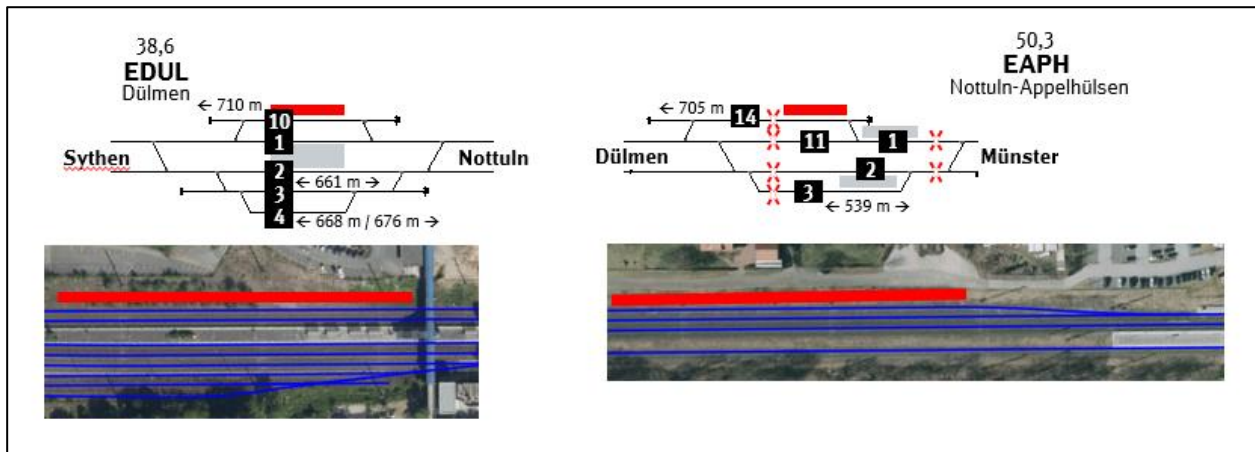 38,6
EDUL
Dülmen
← 710 m
10
1
Sythen
Nottuln
2
← 661 m →
3
4
← 668 m / 676 m →
50,3
EAPH
Nottuln-Appelhülsen
← 705 m
14
11
1
Dülmen
Münster
2
3
← 539 m →